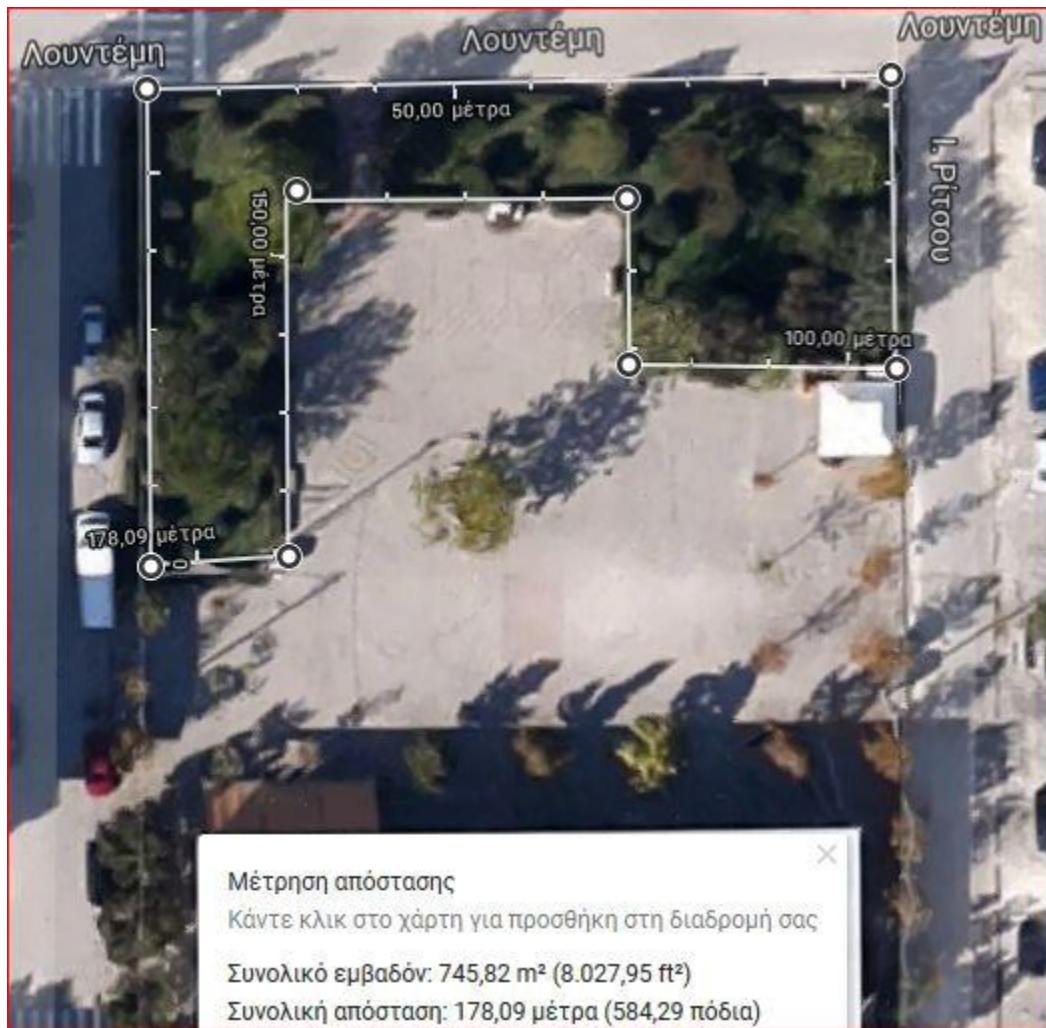 Λουντέμη
Λουντέμη
Λουντέμη
50,00 μέτρα
Ι. Ρίτσου
150,00 μέτρα
100,00 μέτρα
178,09 μέτρα
0
Μέτρηση απόστασης
Κάντε κλικ στο χάρτη για προσθήκη στη διαδρομή σας
Συνολικό εμβαδόν: 745,82 m² (8.027,95 ft²)
Συνολική απόσταση: 178,09 μέτρα (584,29 πόδια)